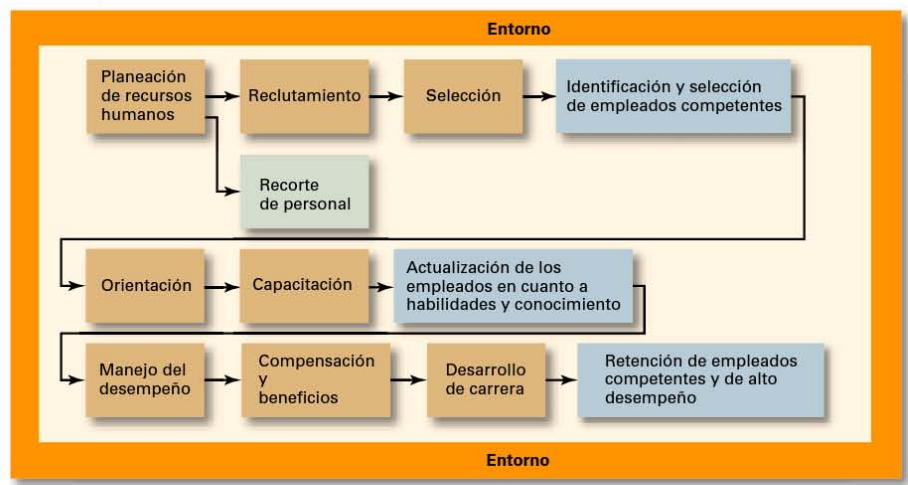 Entorno
Planeación
de recursos
humanos
Reclutamiento
Selección
Identificación y selección
de empleados competentes
Recorte
de personal
Orientación
Capacitación
Actualización de los
empleados en cuanto a
habilidades y conocimiento
Manejo del
desempeño
Compensación
y
beneficios
Desarrollo
de carrera
Retención de empleados
competentes y de alto
desempeño
Entorno